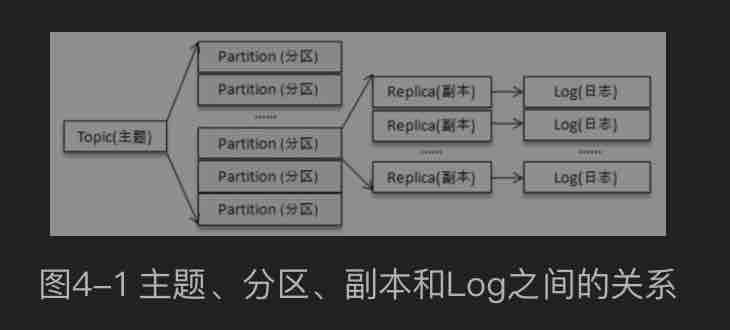 Topic(主题)
Partition (分区)
Partition (分区)
......
Partition (分区)
Partition (分区)
Partition (分区)
Replica(副本)
Replica(副本)
......
Replica(副本)
Log(日志)
Log(日志)
......
Log(日志)
图4-1 主题、分区、副本和Log之间的关系